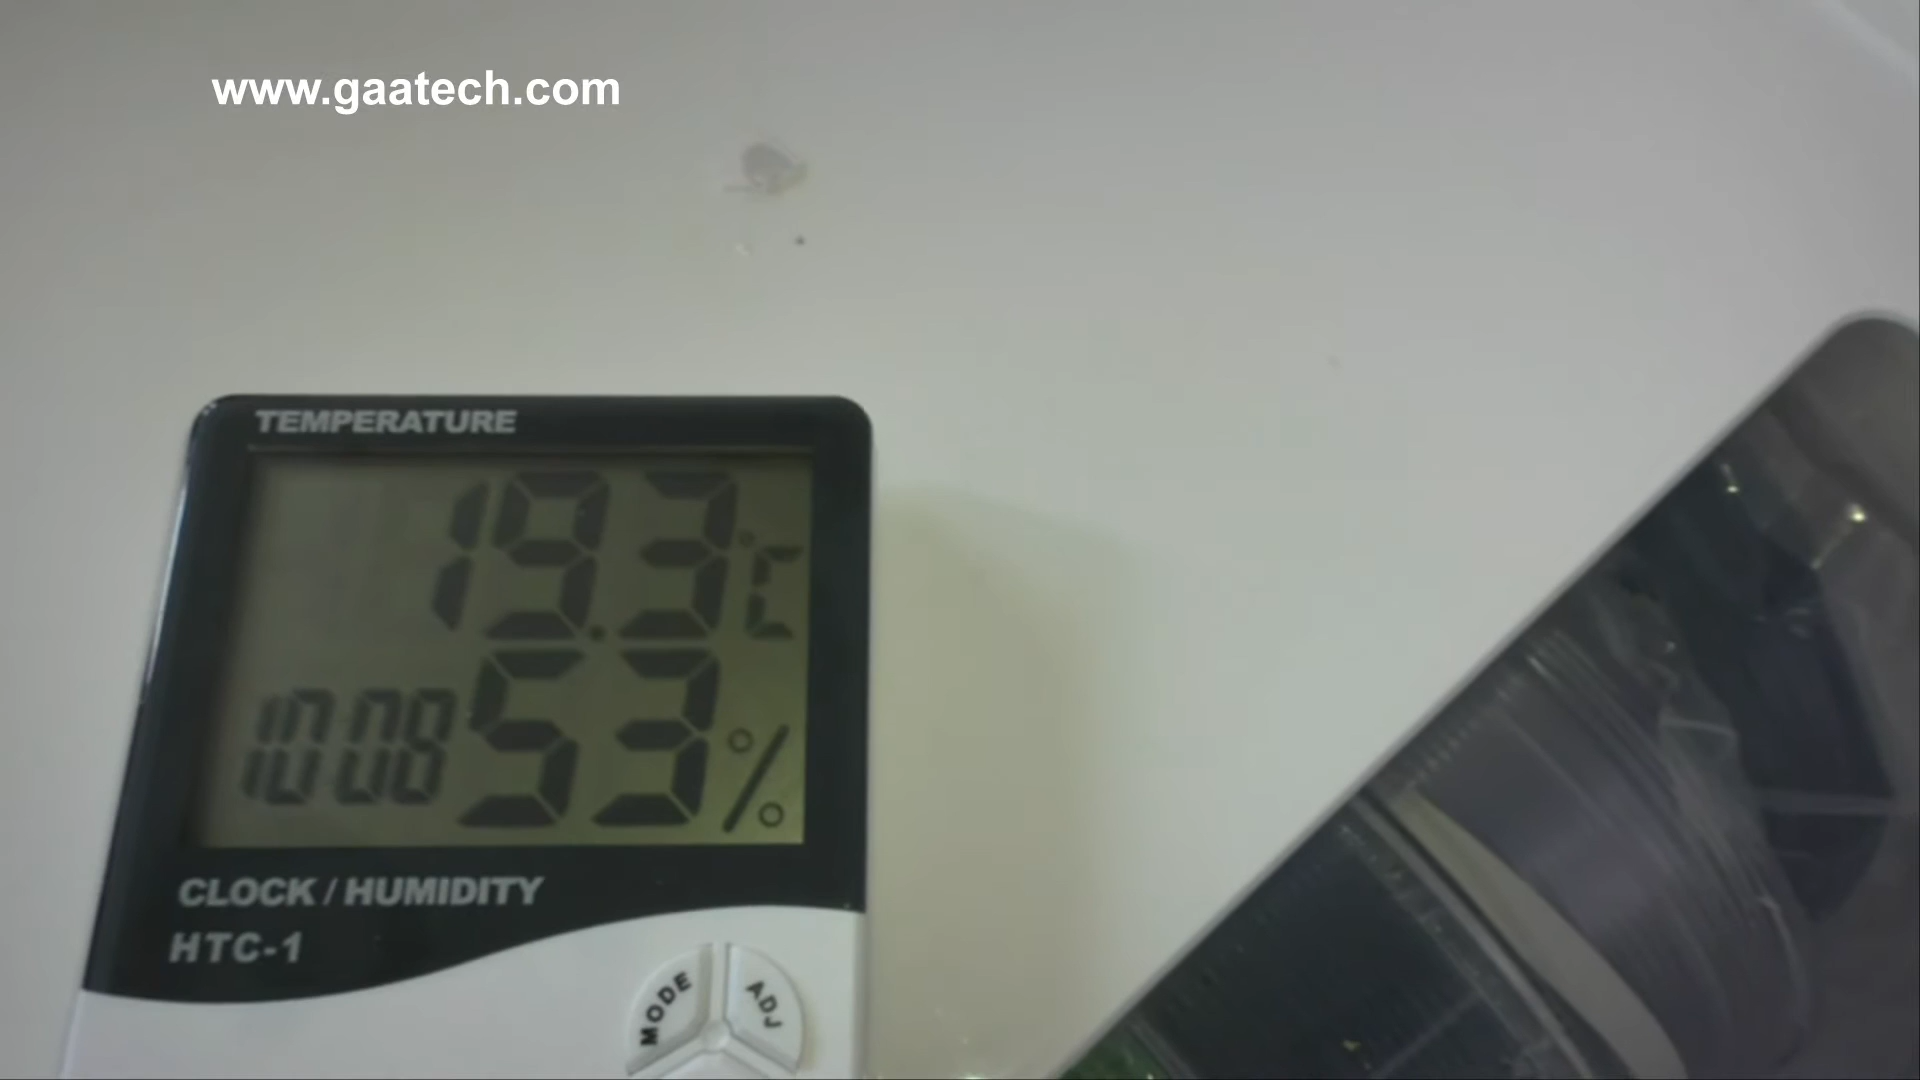 www.gaatech.com
TEMPERATURE
19.3°C
10 08 53%
CLOCK / HUMIDITY
HTC-1
MODE ADJ